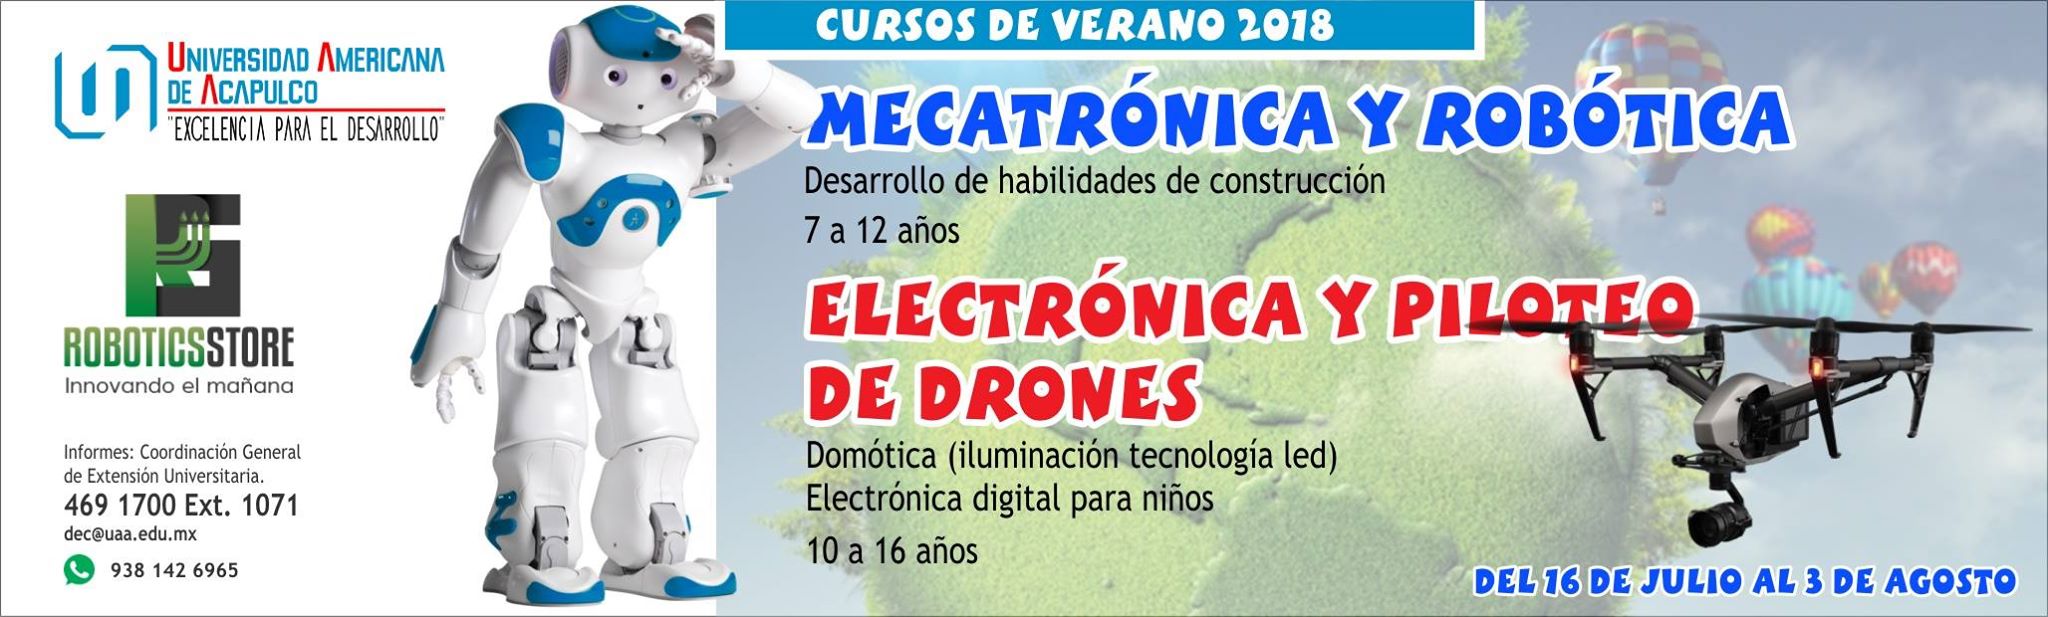 UNIVERSIDAD AMERICANA
DE ACAPULCO
"EXCELENCIA PARA EL DESARROLLO"
ROBOTICSSTORE
Innovando el mañana
Informes: Coordinación General
de Extensión Universitaria.
469 1700 Ext. 1071
dec@uaa.edu.mx
938 142 6965
CURSOS DE VERANO 2018
MECATRÓNICA Y ROBÓTICA
Desarrollo de habilidades de construcción
7 a 12 años
ELECTRÓNICA Y PILOTEO
DE DRONES
Domótica (iluminación tecnología led)
Electrónica digital para niños
10 a 16 años
DEL 16 DE JULIO AL 3 DE AGOSTO